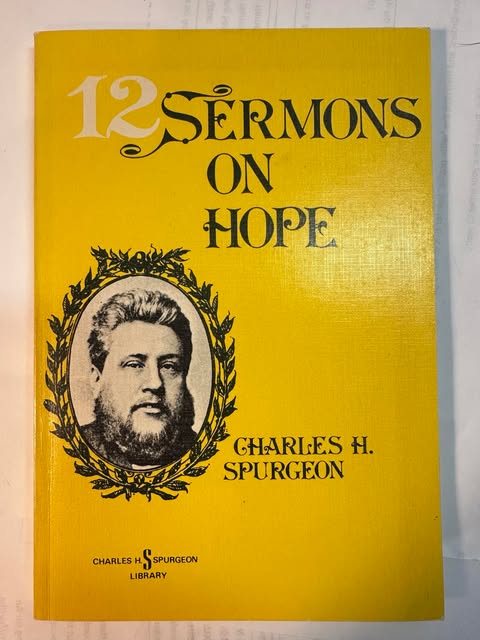 12 SERMONS
ON
HOPE
CHARLES H.
SPURGEON
CHARLES H. S SPURGEON
LIBRARY